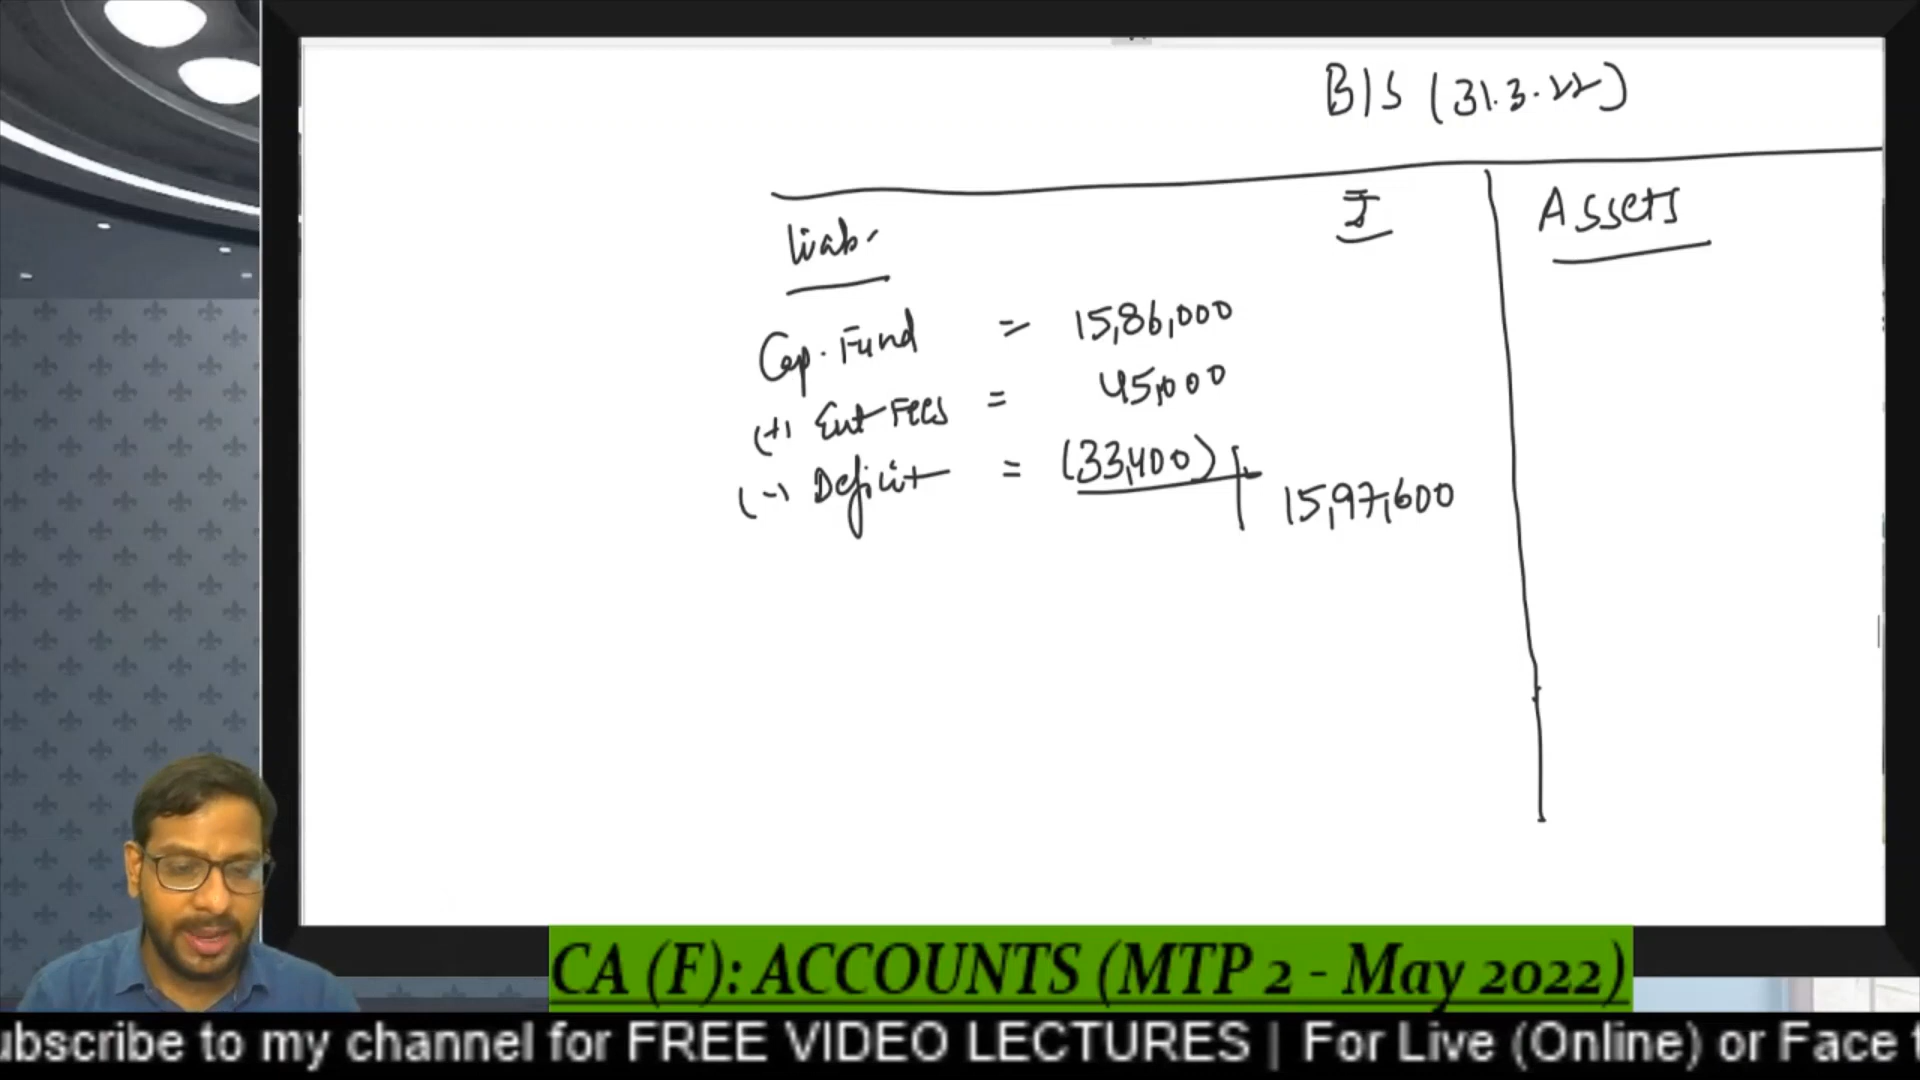 B/S (31.3.22)
Liab. ₹ Assets
Cap. Fund = 15,86,000
(+) Ent Fees = 45,000
(-) Deficit = (33,400) 15,97,600
CA (F): ACCOUNTS (MTP 2 - May 2022)
ubscribe to my channel for FREE VIDEO LECTURES | For Live (Online) or Face t